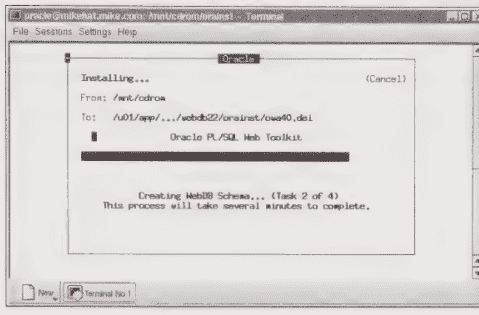 oracle@mikehat.mike.com: /mnt/cdrom/orainst - Terminal
File Sessions Settings Help
Oracle
Installing... (Cancel)
From: /mnt/cdrom
To: /u01/app/.../webdb22/orainst/owa40.dei
Oracle PL/SQL Web Toolkit
Creating WebDB Schema... (Task 2 of 4)
This process will take several minutes to complete.
New Terminal No 1